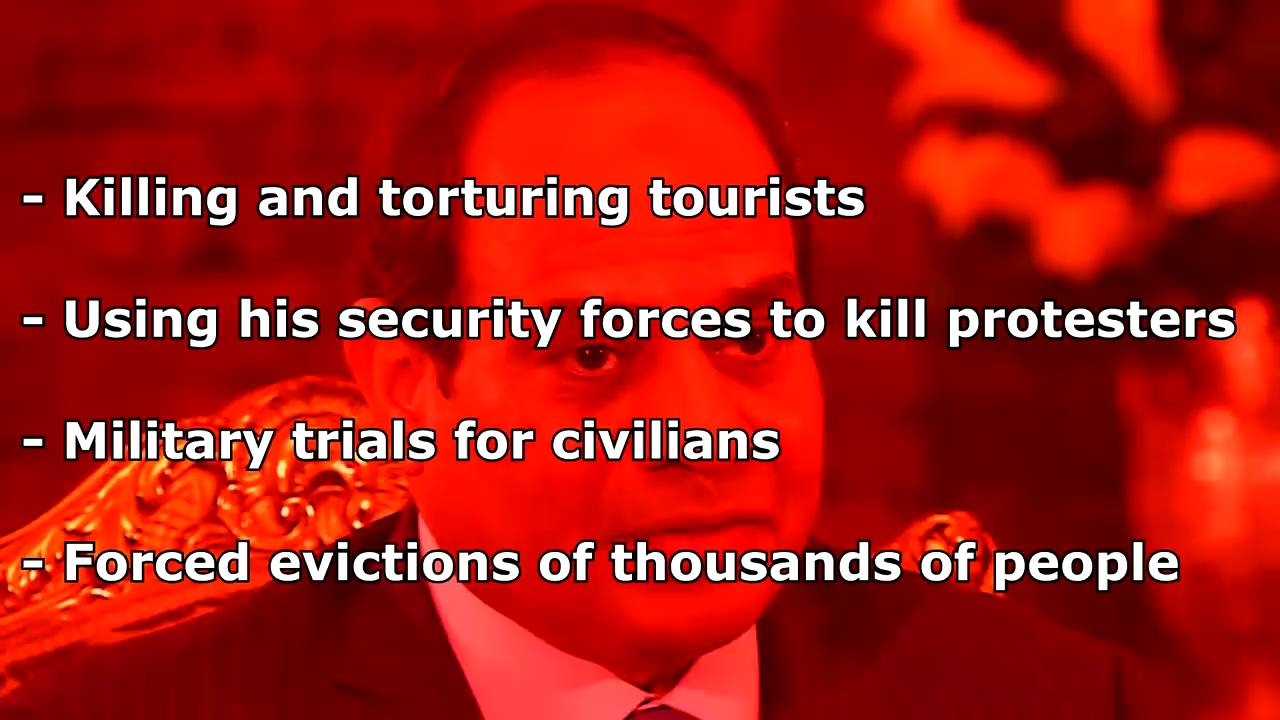 - Killing and torturing tourists
- Using his security forces to kill protesters
- Military trials for civilians
- Forced evictions of thousands of people